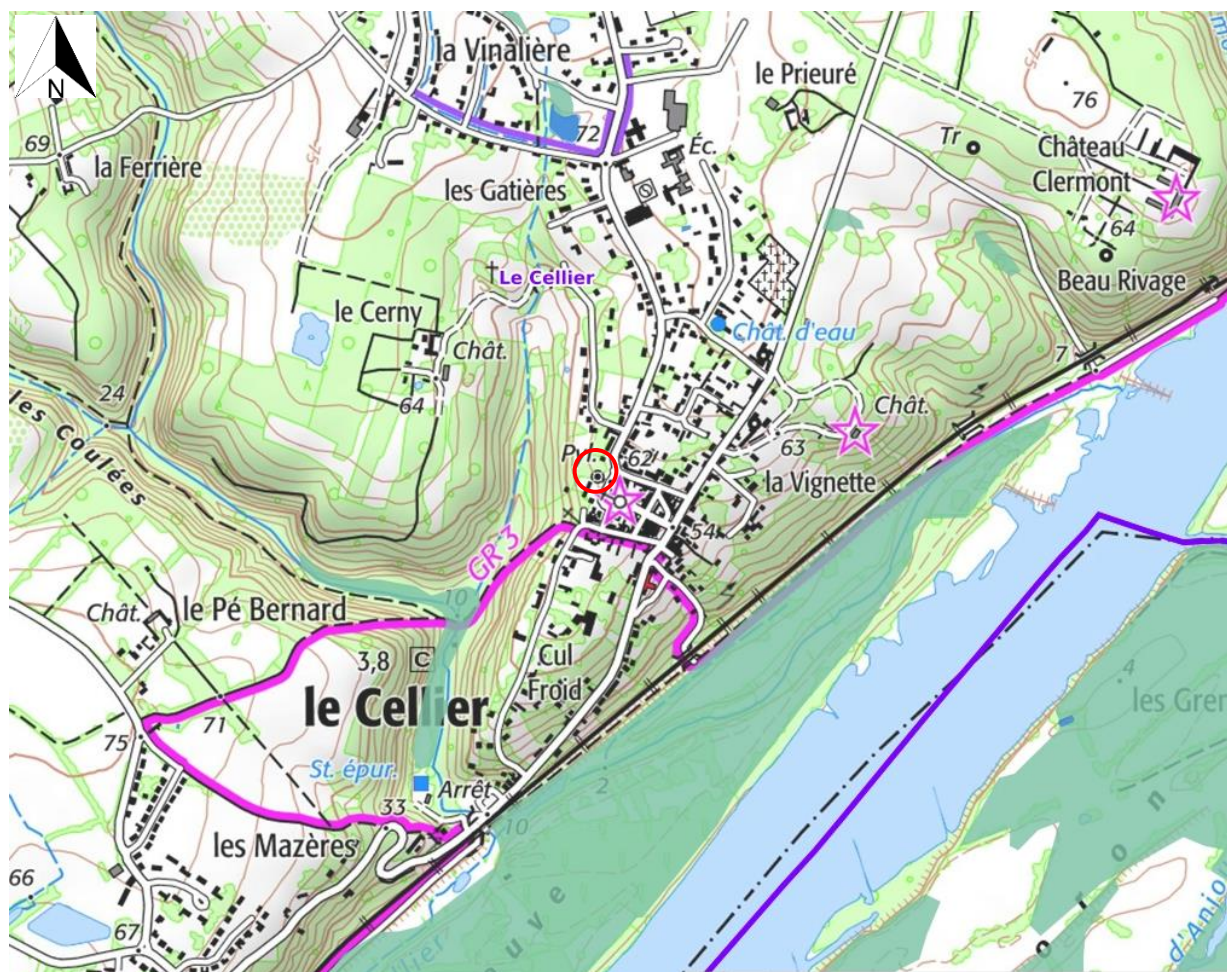 N
la Vinalière
le Prieuré
76
Tr
Château
Clermont
69
la Ferrière
72
Éc.
les Gatières
64
Beau Rivage
Le Cellier
le Cerny
Chât. d'eau
Chât.
7
64
24
les Coulées
Chât.
62
63
la Vignette
54
GR 3
10
Chât.
le Pé Bernard
3,8 C
Cul
Froid
le Cellier
4
71
75
St. épur.
Arrêt
2
33
10
les Mazères
66
67
d'Anjo